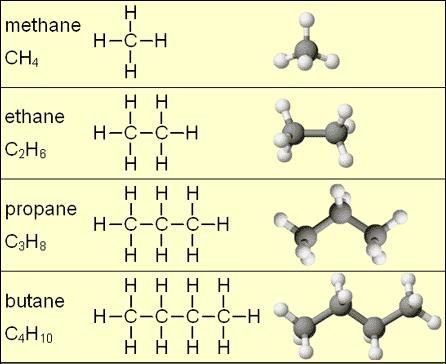 methane
CH₄
H
H–C–H
H
ethane
C₂H₆
H H
H–C–C–H
H H
propane
C₃H₈
H H H
H–C–C–C–H
H H H
butane
C₄H₁₀
H H H H
H–C–C–C–C–H
H H H H